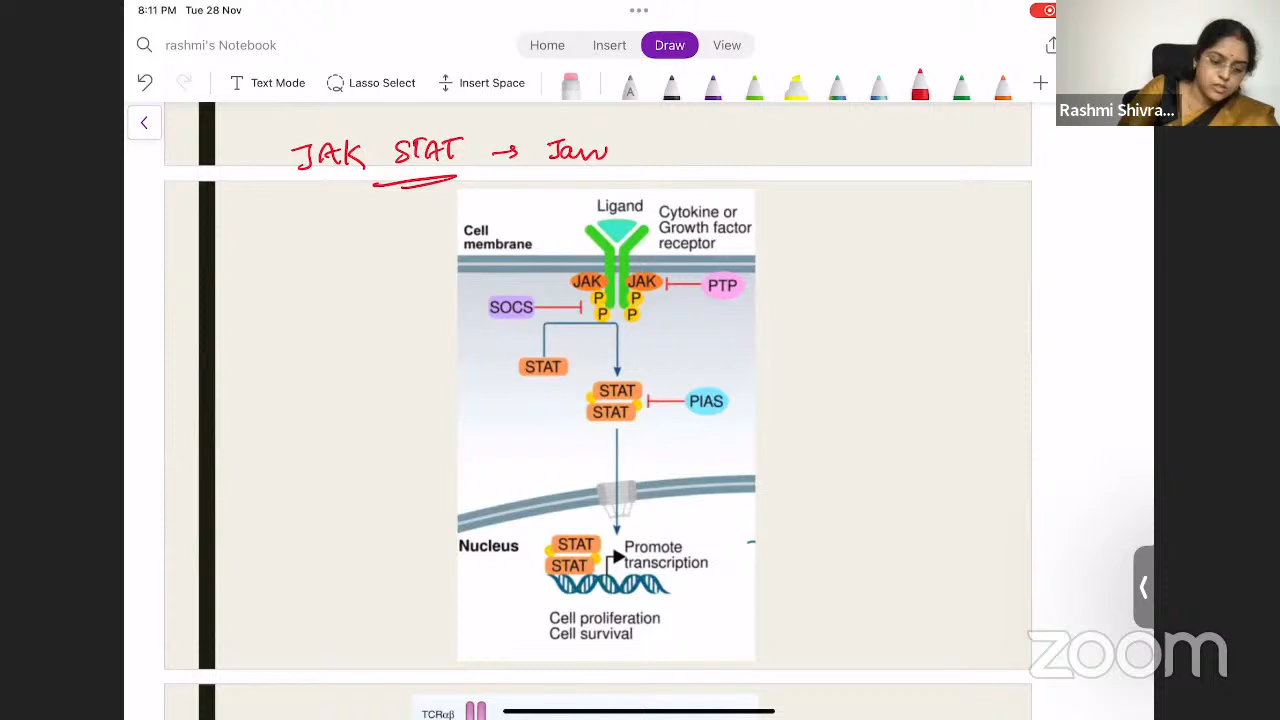 8:11 PM Tue 28 Nov
rashmi's Notebook
Home Insert Draw View
Text Mode Lasso Select Insert Space
A
Rashmi Shivra...
JAK STAT → Jan
Ligand
Cytokine or
Growth factor
receptor
Cell
membrane
JAK JAK
PTP
P P
SOCS
P P
STAT
STAT
STAT
PIAS
Nucleus
STAT
STAT
Promote
transcription
Cell proliferation
Cell survival
zoom
TCRαβ